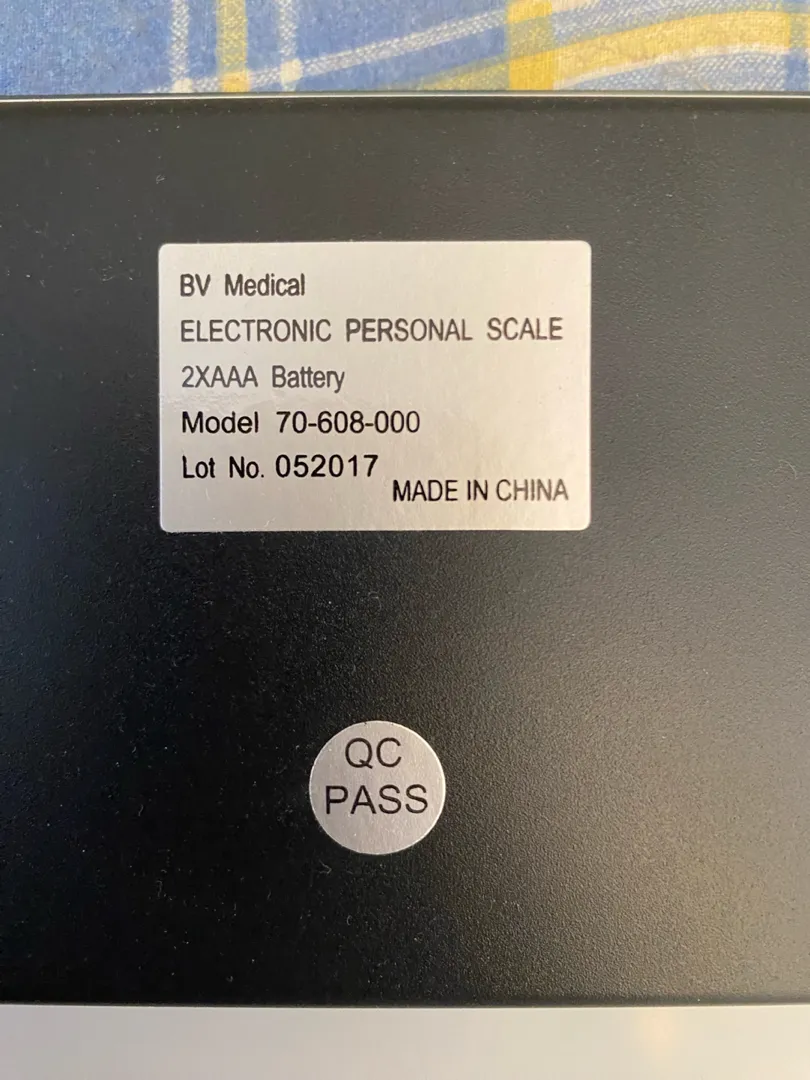 BV Medical
ELECTRONIC PERSONAL SCALE
2XAAA Battery
Model 70-608-000
Lot No. 052017
MADE IN CHINA
QC
PASS